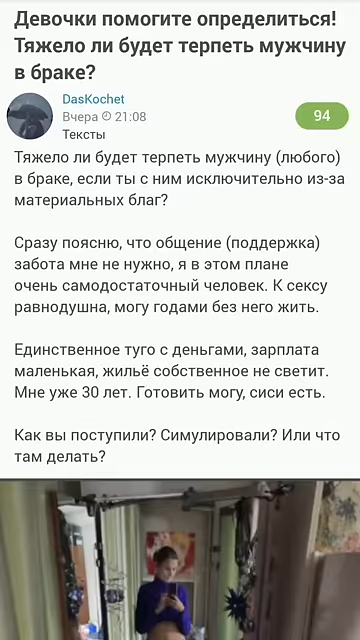 Девочки помогите определиться!
Тяжело ли будет терпеть мужчину
в браке?
DasKochet
Вчера 21:08
94
Тексты
Тяжело ли будет терпеть мужчину (любого)
в браке, если ты с ним исключительно из-за
материальных благ?
Сразу поясню, что общение (поддержка)
забота мне не нужно, я в этом плане
очень самодостаточный человек. К сексу
равнодушна, могу годами без него жить.
Единственное туго с деньгами, зарплата
маленькая, жильё собственное не светит.
Мне уже 30 лет. Готовить могу, сиси есть.
Как вы поступили? Симулировали? Или что
там делать?